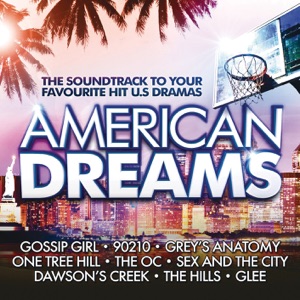 THE SOUNDTRACK TO YOUR
FAVOURITE HIT U.S DRAMAS
AMERICAN
DREAMS
GOSSIP GIRL • 90210 • GREY'S ANATOMY
ONE TREE HILL • THE OC • SEX AND THE CITY
DAWSON'S CREEK • THE HILLS • GLEE